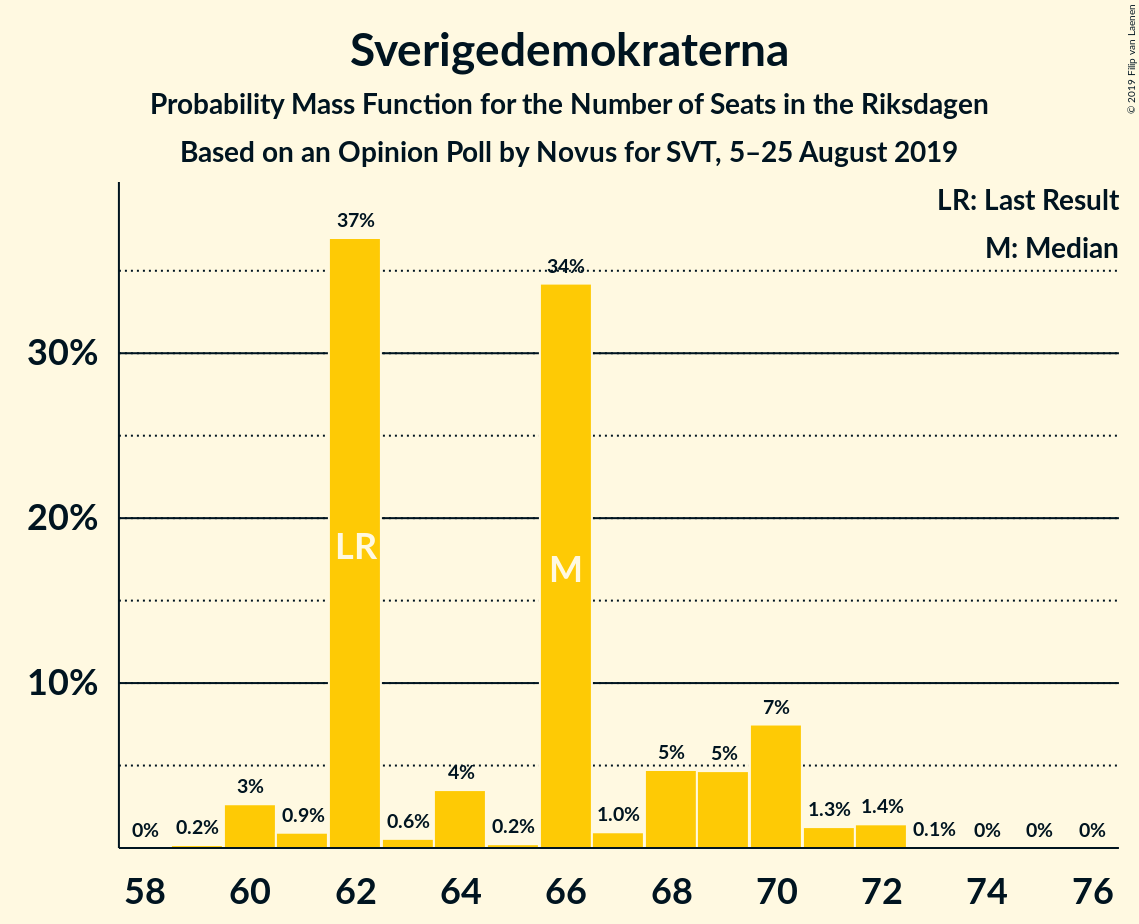 Sverigedemokraterna
Probability Mass Function for the Number of Seats in the Riksdagen
Based on an Opinion Poll by Novus for SVT, 5–25 August 2019
© 2019 Filip van Laenen
LR: Last Result
M: Median
30%
20%
10%
0%
0.2%
3%
0.9%
37%
0.6%
4%
0.2%
34%
1.0%
5%
5%
7%
1.3%
1.4%
0.1%
0%
0%
0%
LR
M
58 60 62 64 66 68 70 72 74 76